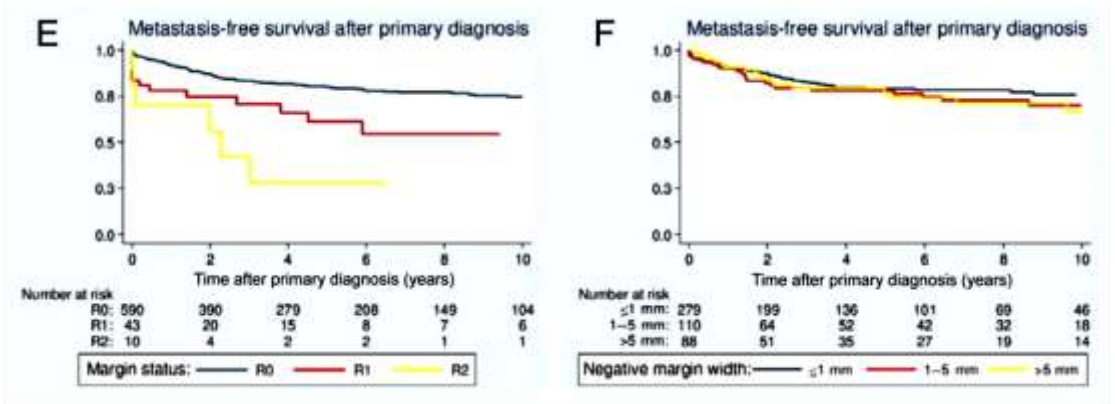 E
Metastasis-free survival after primary diagnosis
1.0
0.8
0.5
0.3
0.0
0 2 4 6 8 10
Time after primary diagnosis (years)
Number at risk
R0: 590 390 279 208 149 104
R1: 43 20 15 8 7 6
R2: 10 4 2 2 1 1
Margin status: R0 R1 R2
F
Metastasis-free survival after primary diagnosis
1.0
0.8
0.5
0.3
0.0
0 2 4 6 8 10
Time after primary diagnosis (years)
Number at risk
≤1 mm: 279 199 136 101 69 46
1–5 mm: 110 64 52 42 32 18
>5 mm: 88 51 35 27 19 14
Negative margin width: ≤1 mm 1–5 mm >5 mm